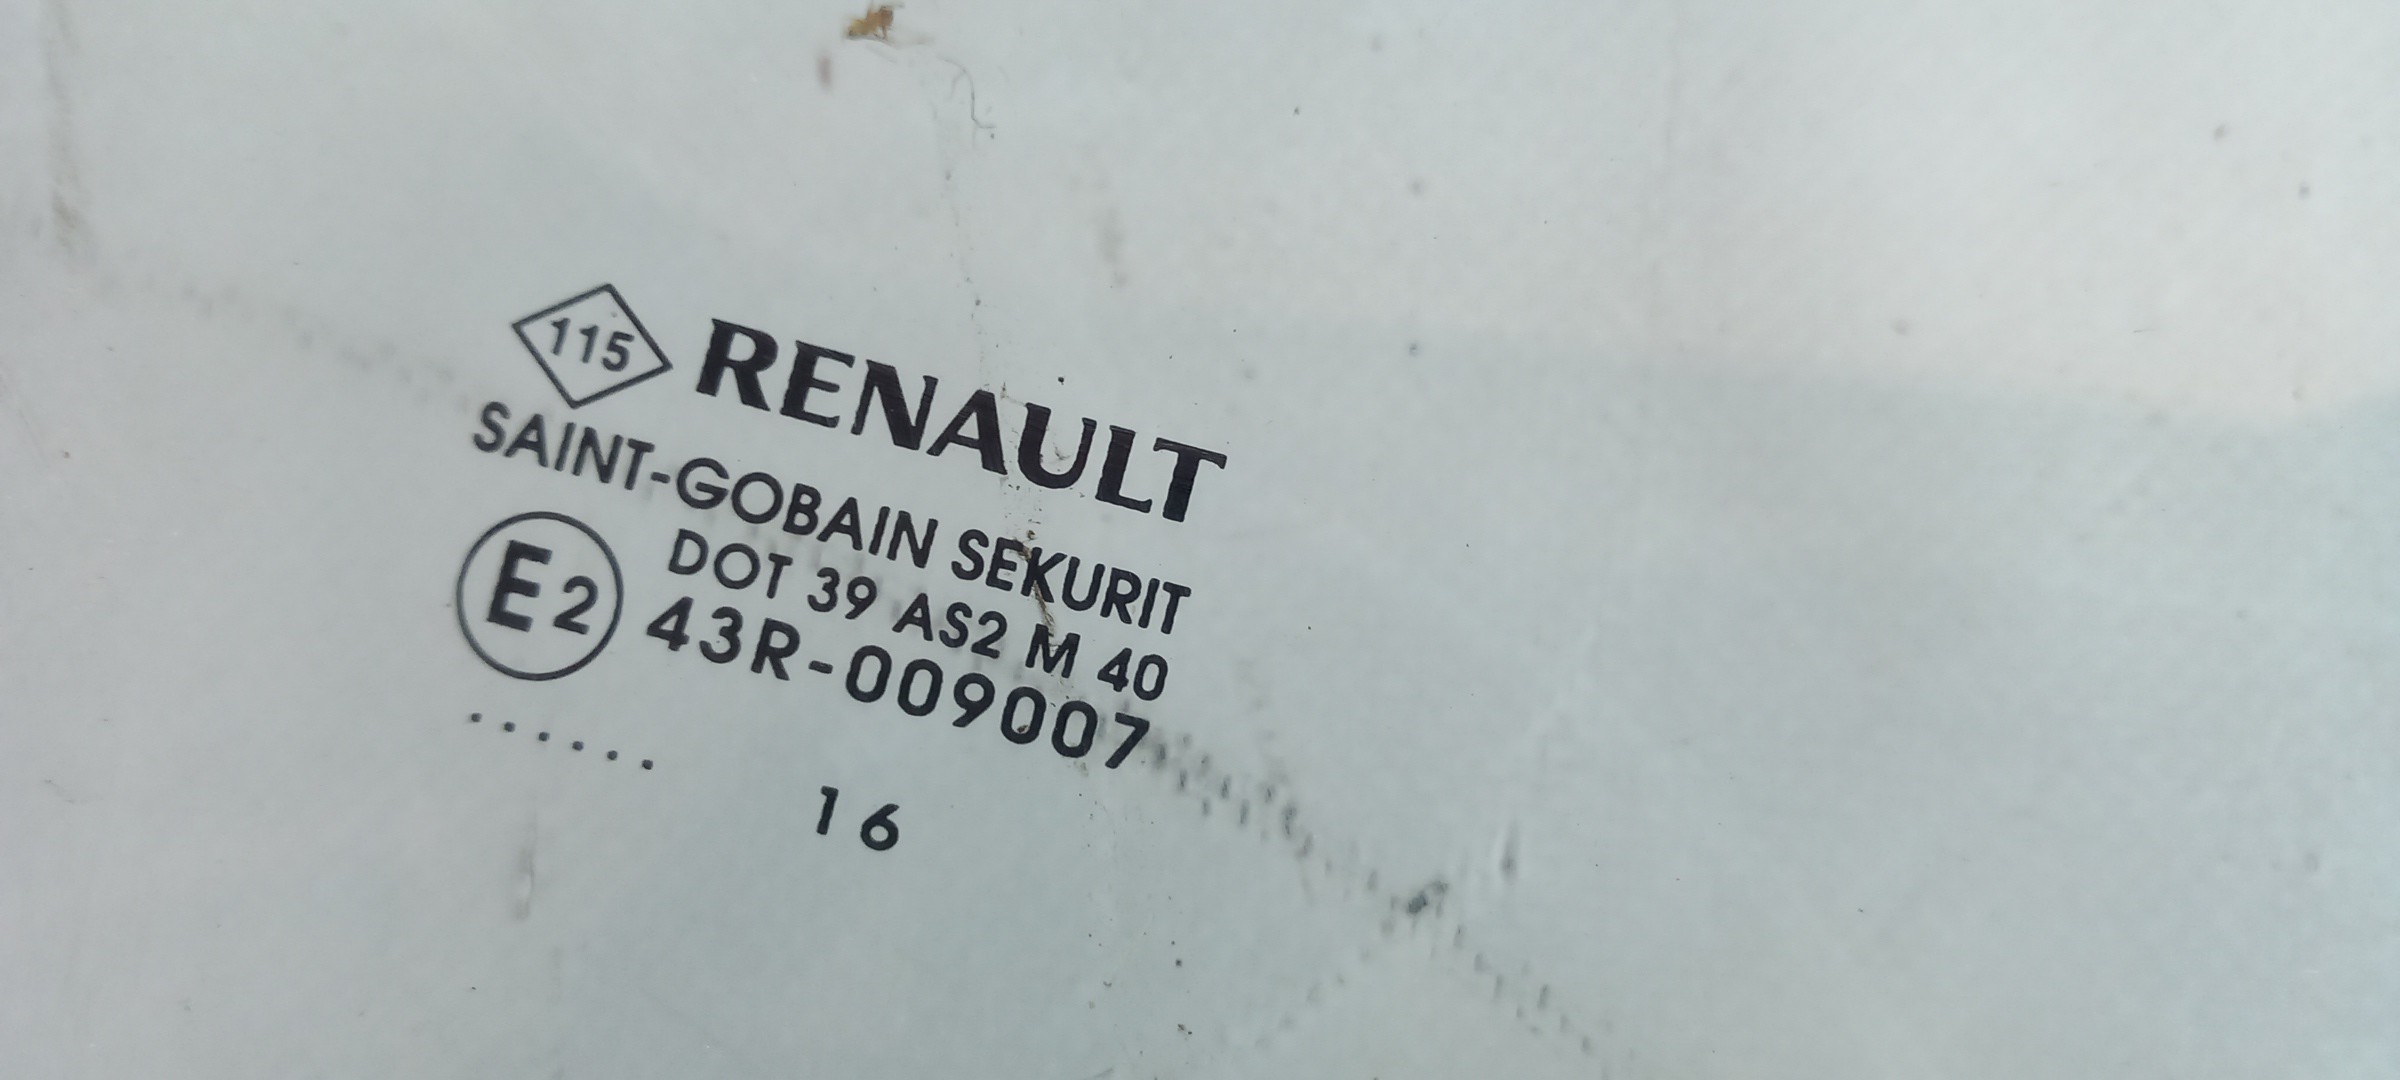 115 RENAULT
SAINT-GOBAIN SEKURIT
DOT 39 AS2 M 40
E2 43R-009007
......
16